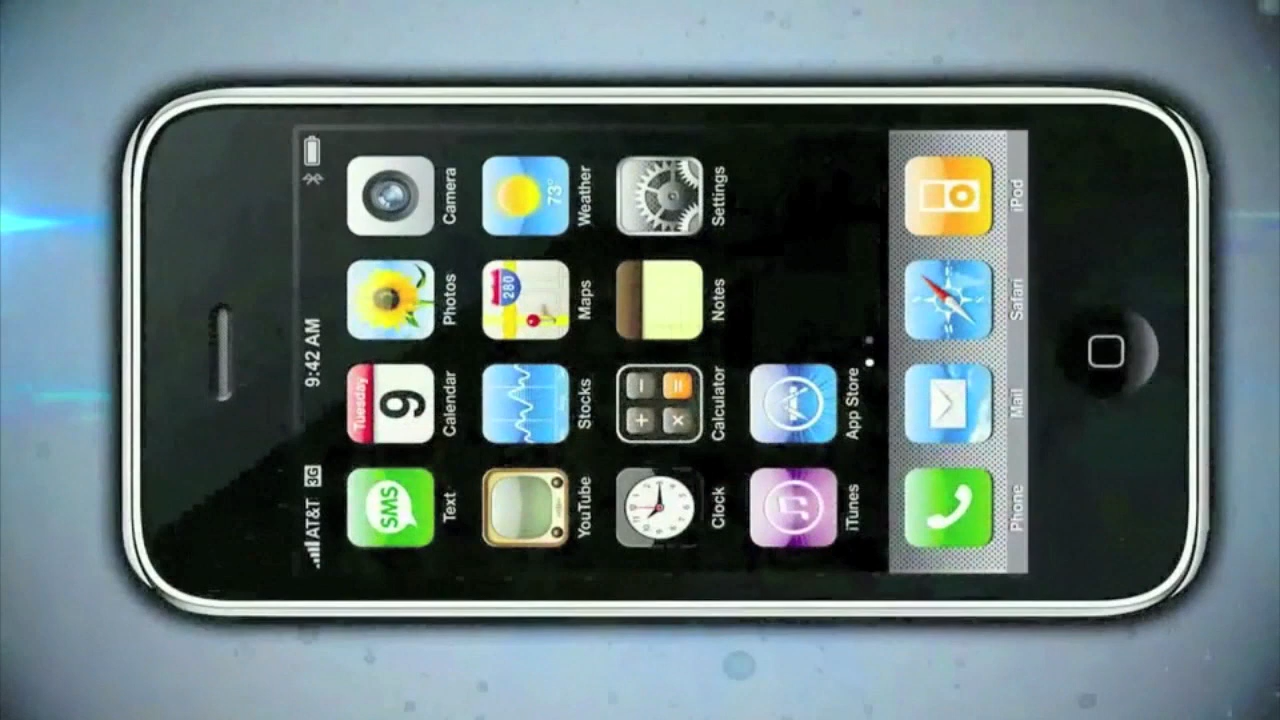 AT&T 3G 9:42 AM
SMS Tuesday
9
Text Calendar Photos Camera
280 73°
YouTube Stocks Maps Weather
Clock Calculator Notes Settings
iTunes App Store
Phone Mail Safari iPod